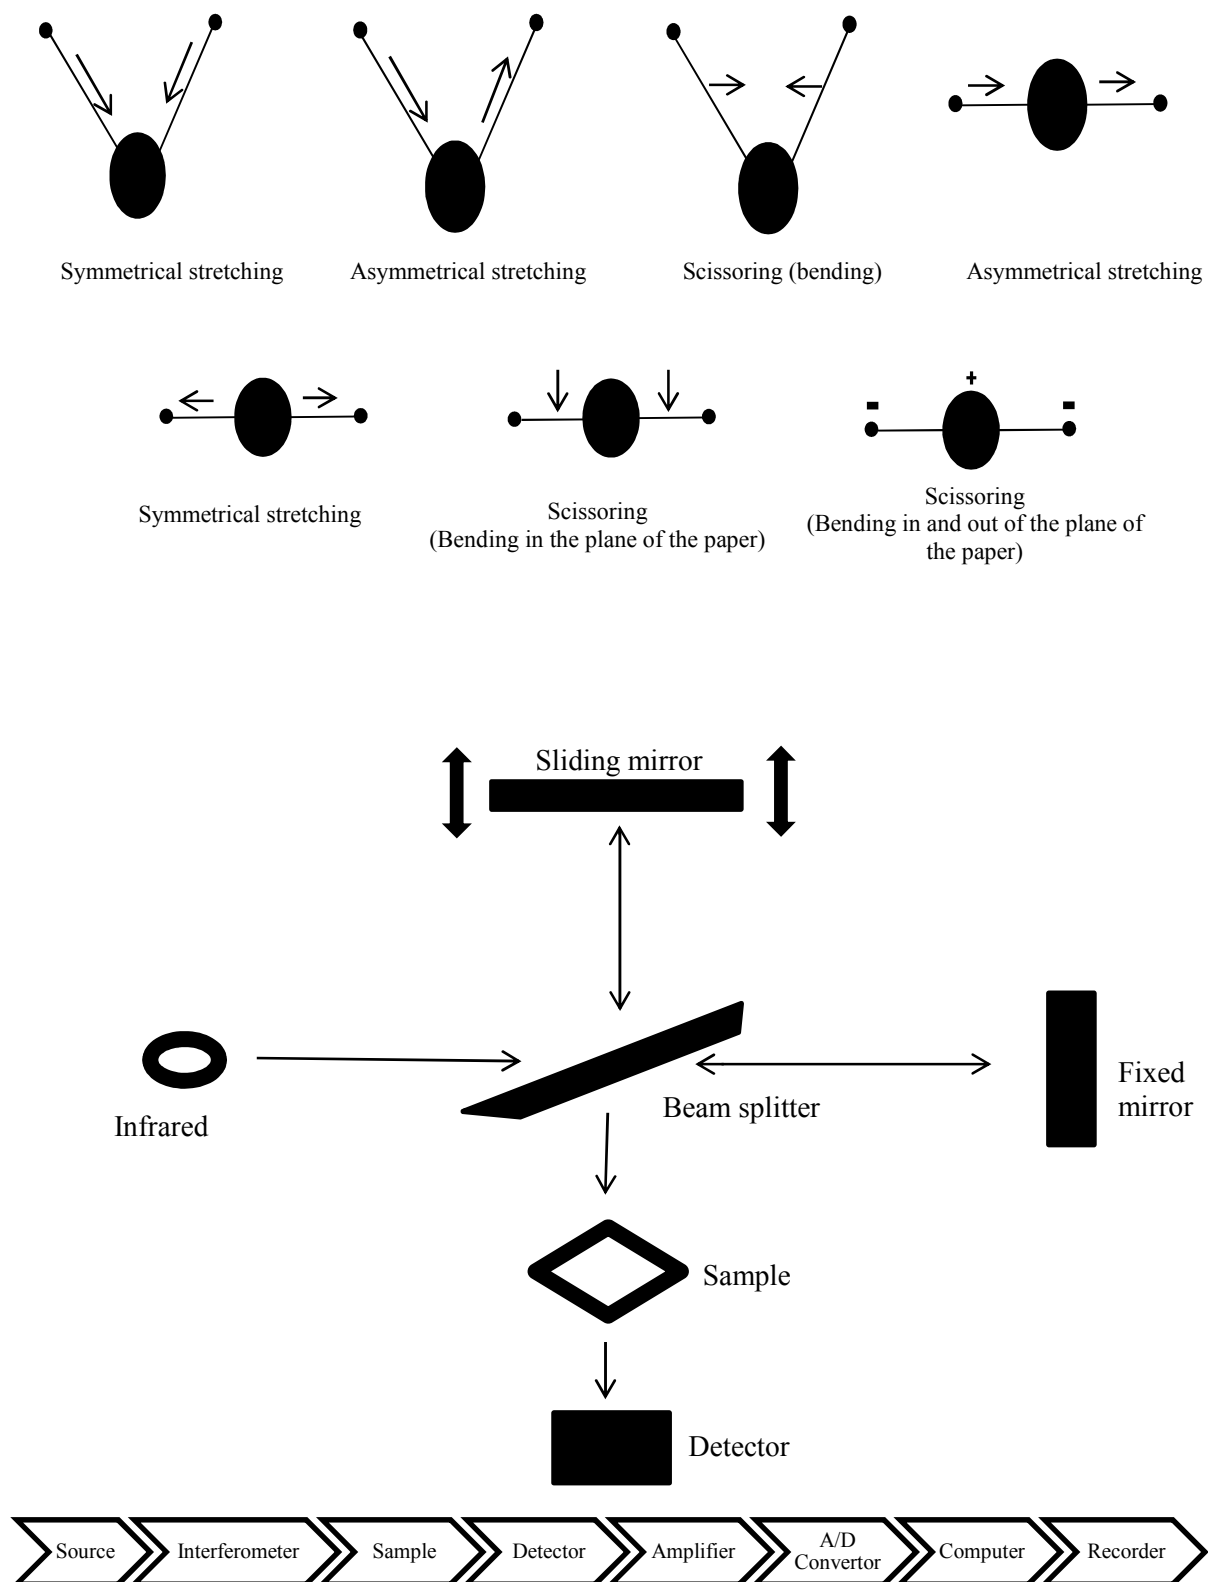 Symmetrical stretching
Asymmetrical stretching
Scissoring (bending)
Asymmetrical stretching
+
-
-
Symmetrical stretching
Scissoring
(Bending in the plane of the paper)
Scissoring
(Bending in and out of the plane of
the paper)
Sliding mirror
Infrared
Beam splitter
Fixed
mirror
Sample
Detector
Source
Interferometer
Sample
Detector
Amplifier
A/D
Convertor
Computer
Recorder